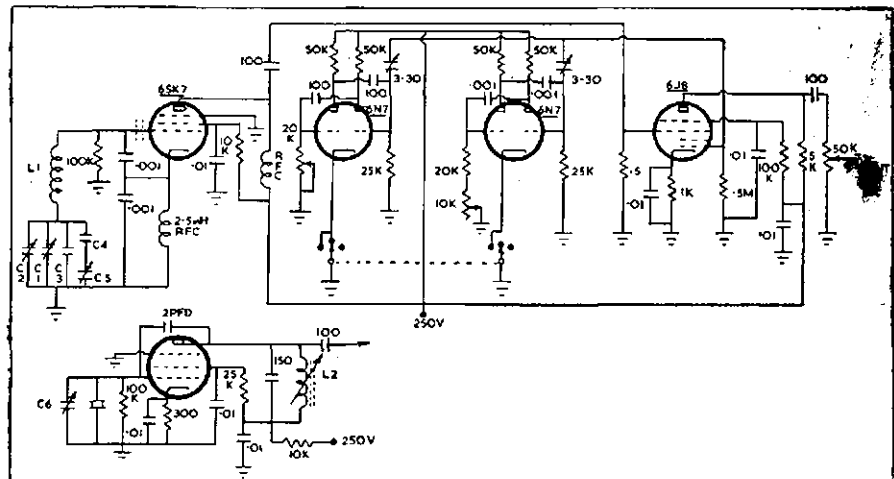 6SK7
100
50K
50K
100
100
3-30
6N7
20
K
25K
L1
100K
.001
.001
.01
10
K
R
FC
2.5mH
RFC
C2
C1
C3
C4
C5
50K
50K
.001
.001
3-30
6N7
20K
10K
25K
.5
6J8
.01
1K
.5M
.01
100
K
.01
5
K
100
50K
250V
2PFD
C6
100
K
.01
300
.01
25
K
.01
150
L2
100
10K
250V